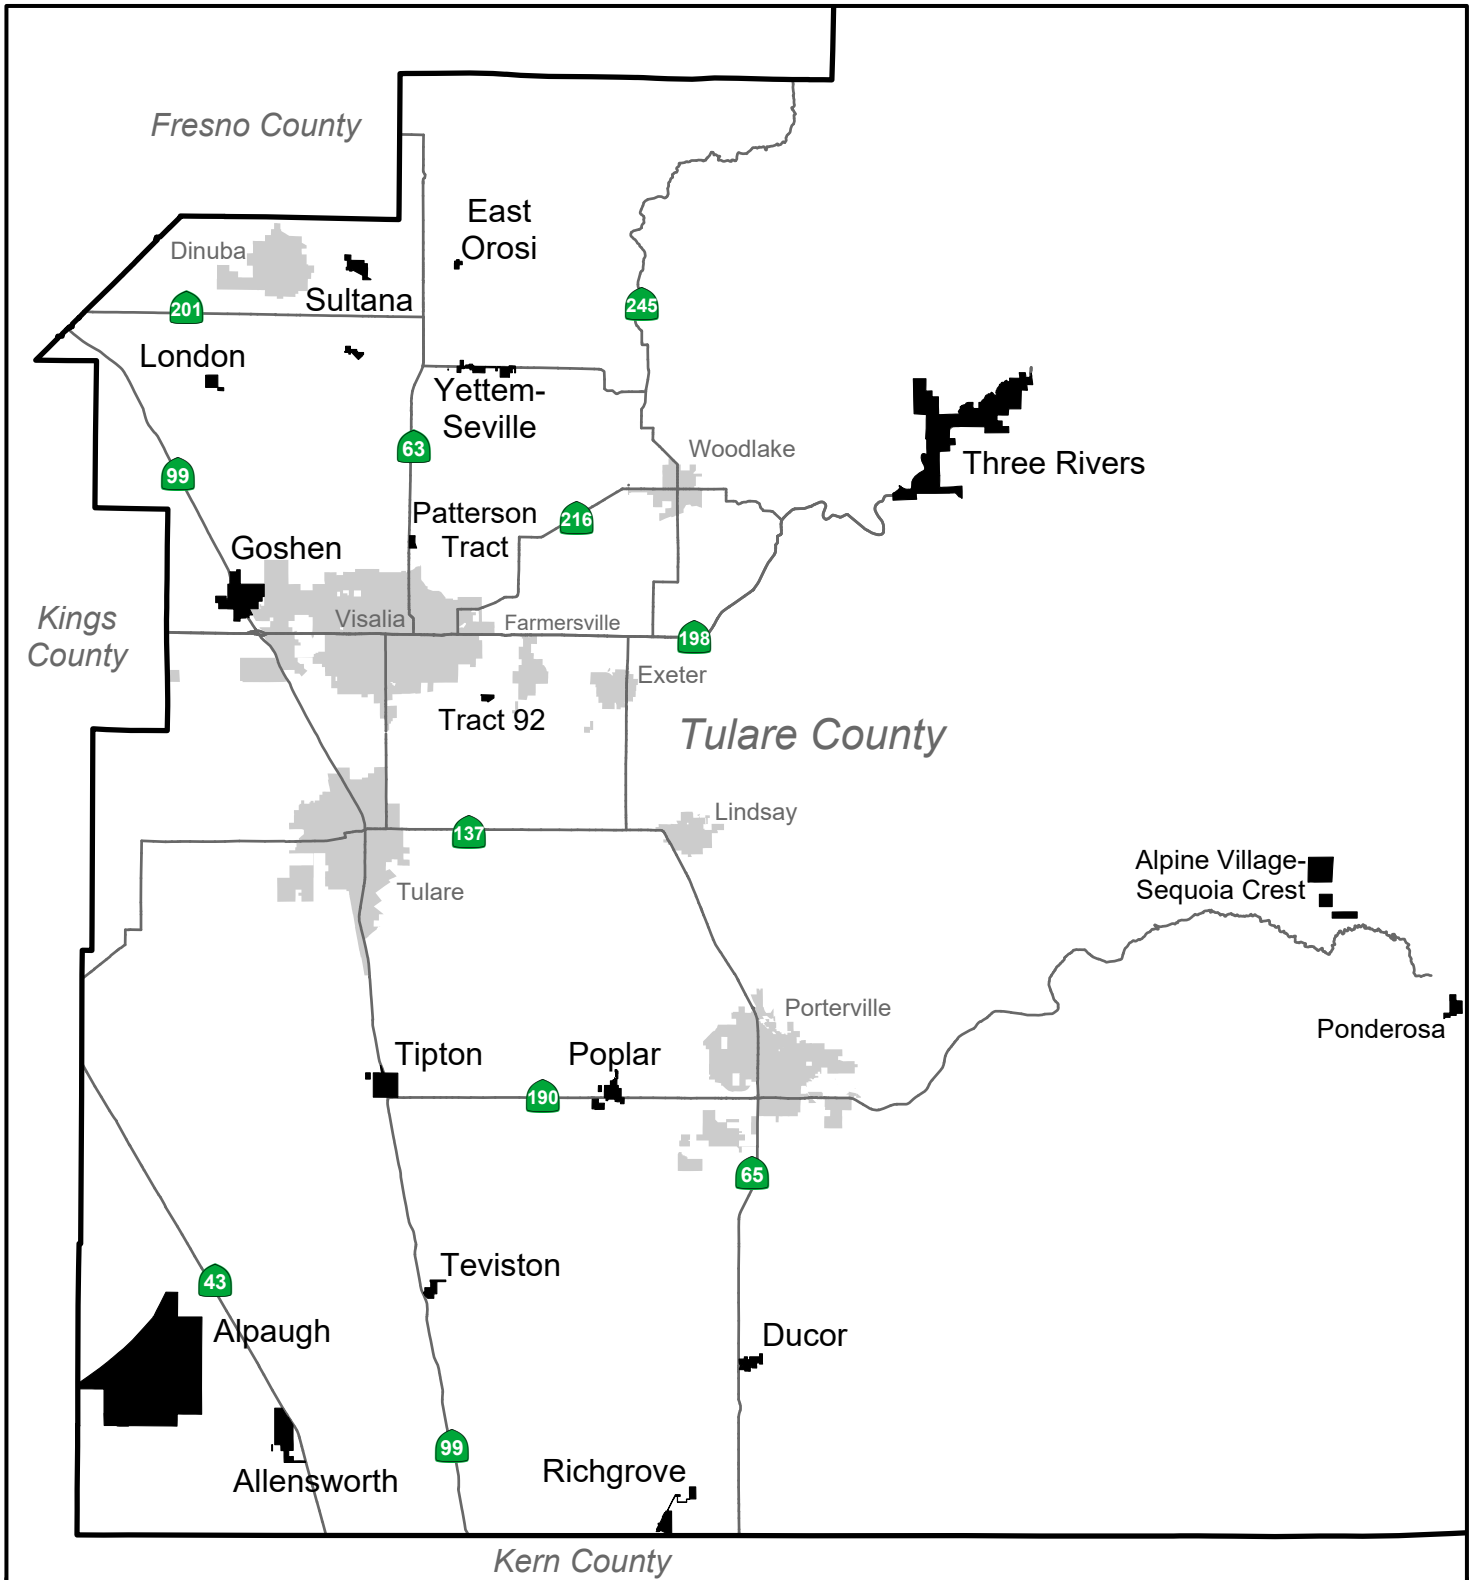 Fresno County
East
Orosi
Dinuba
Sultana
201
245
London
Yettem-
Seville
63
Woodlake
99
Three Rivers
Patterson
Tract
216
Goshen
Kings
County
Visalia
Farmersville
198
Exeter
Tract 92
Tulare County
Lindsay
137
Tulare
Alpine Village-
Sequoia Crest
Porterville
Ponderosa
Tipton
Poplar
190
65
Teviston
43
Alpaugh
Ducor
99
Allensworth
Richgrove
Kern County